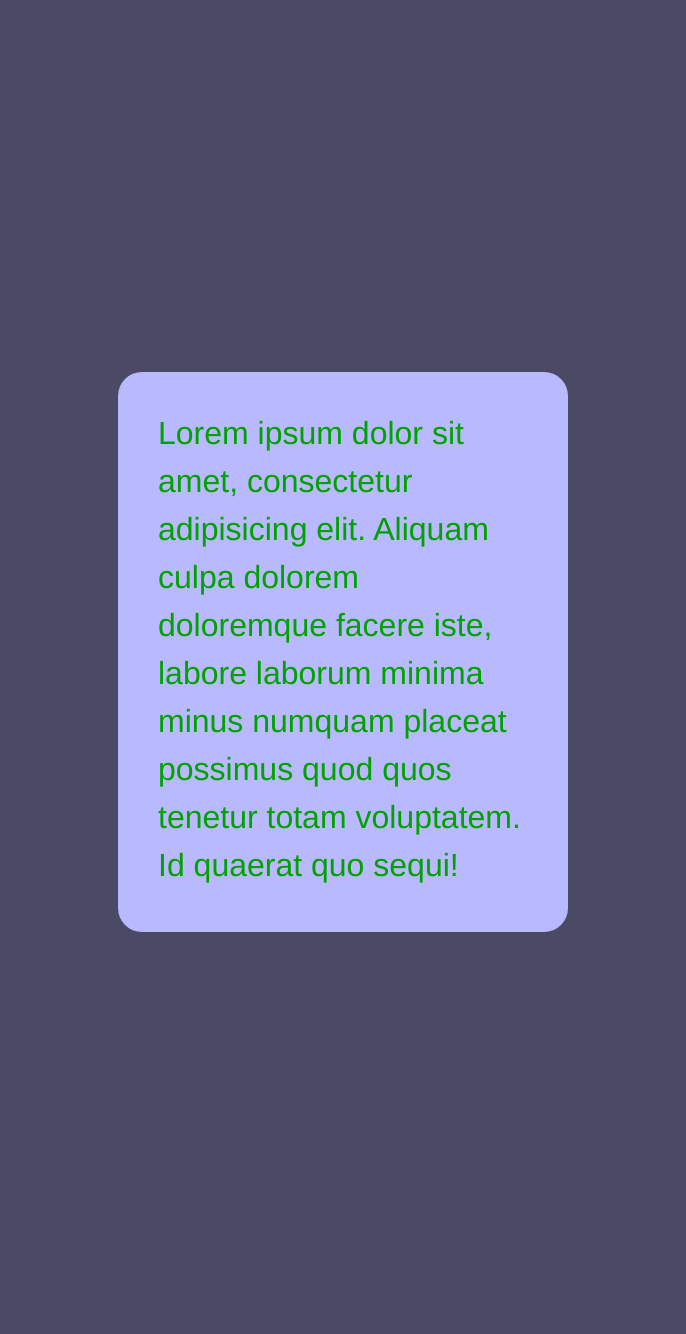 Lorem ipsum dolor sit
amet, consectetur
adipisicing elit. Aliquam
culpa dolorem
doloremque facere iste,
labore laborum minima
minus numquam placeat
possimus quod quos
tenetur totam voluptatem.
Id quaerat quo sequi!